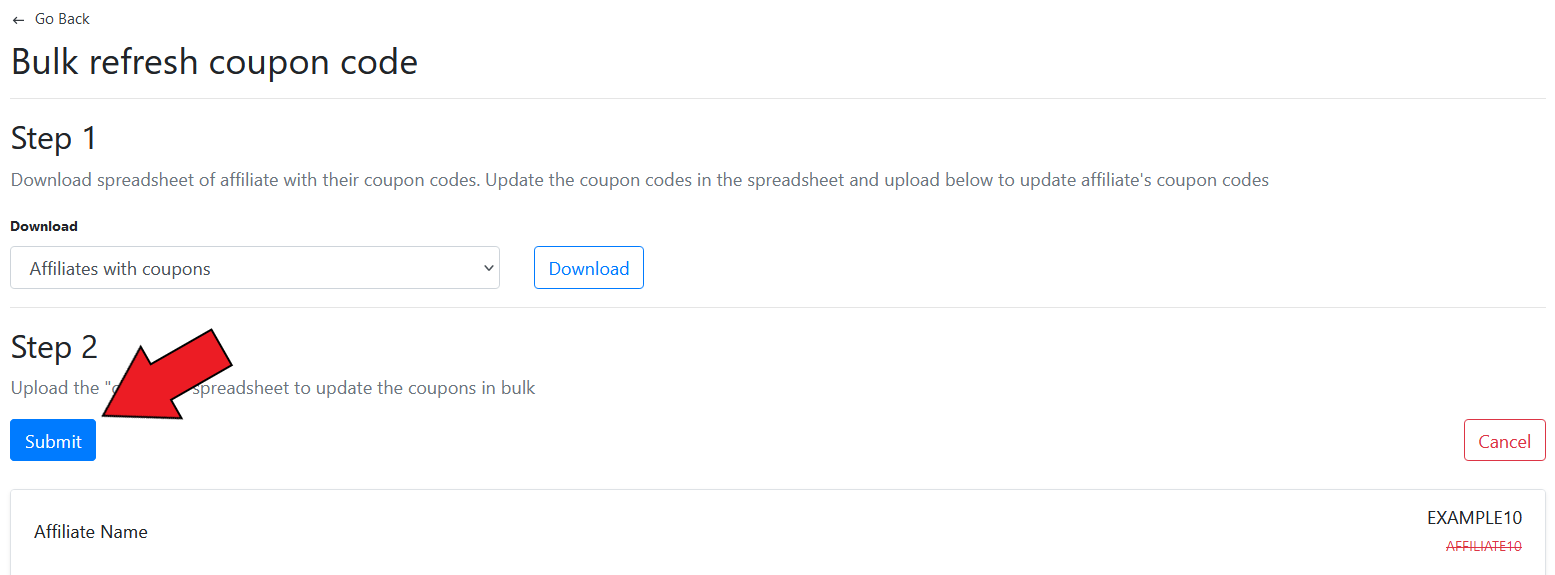 ← Go Back
Bulk refresh coupon code
Step 1
Download spreadsheet of affiliate with their coupon codes. Update the coupon codes in the spreadsheet and upload below to update affiliate's coupon codes
Download
Affiliates with coupons
Download
Step 2
Upload the spreadsheet to update the coupons in bulk
Submit
Cancel
Affiliate Name
EXAMPLE10
AFFILIATE10